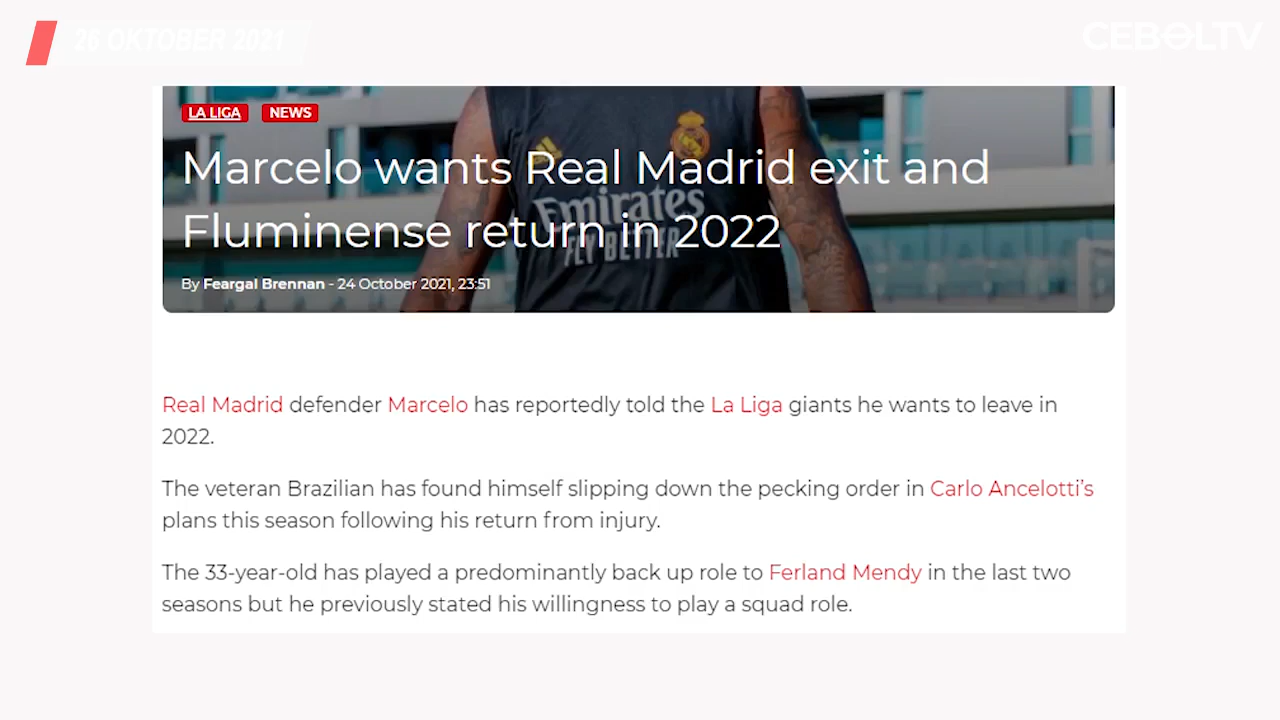 26 OKTOBER 2021
CEBOLTV
LA LIGA NEWS
Marcelo wants Real Madrid exit and
Fluminense return in 2022
Emirates
FLY BETTER
By Feargal Brennan - 24 October 2021, 23:51
Real Madrid defender Marcelo has reportedly told the La Liga giants he wants to leave in
2022.
The veteran Brazilian has found himself slipping down the pecking order in Carlo Ancelotti's
plans this season following his return from injury.
The 33-year-old has played a predominantly back up role to Ferland Mendy in the last two
seasons but he previously stated his willingness to play a squad role.